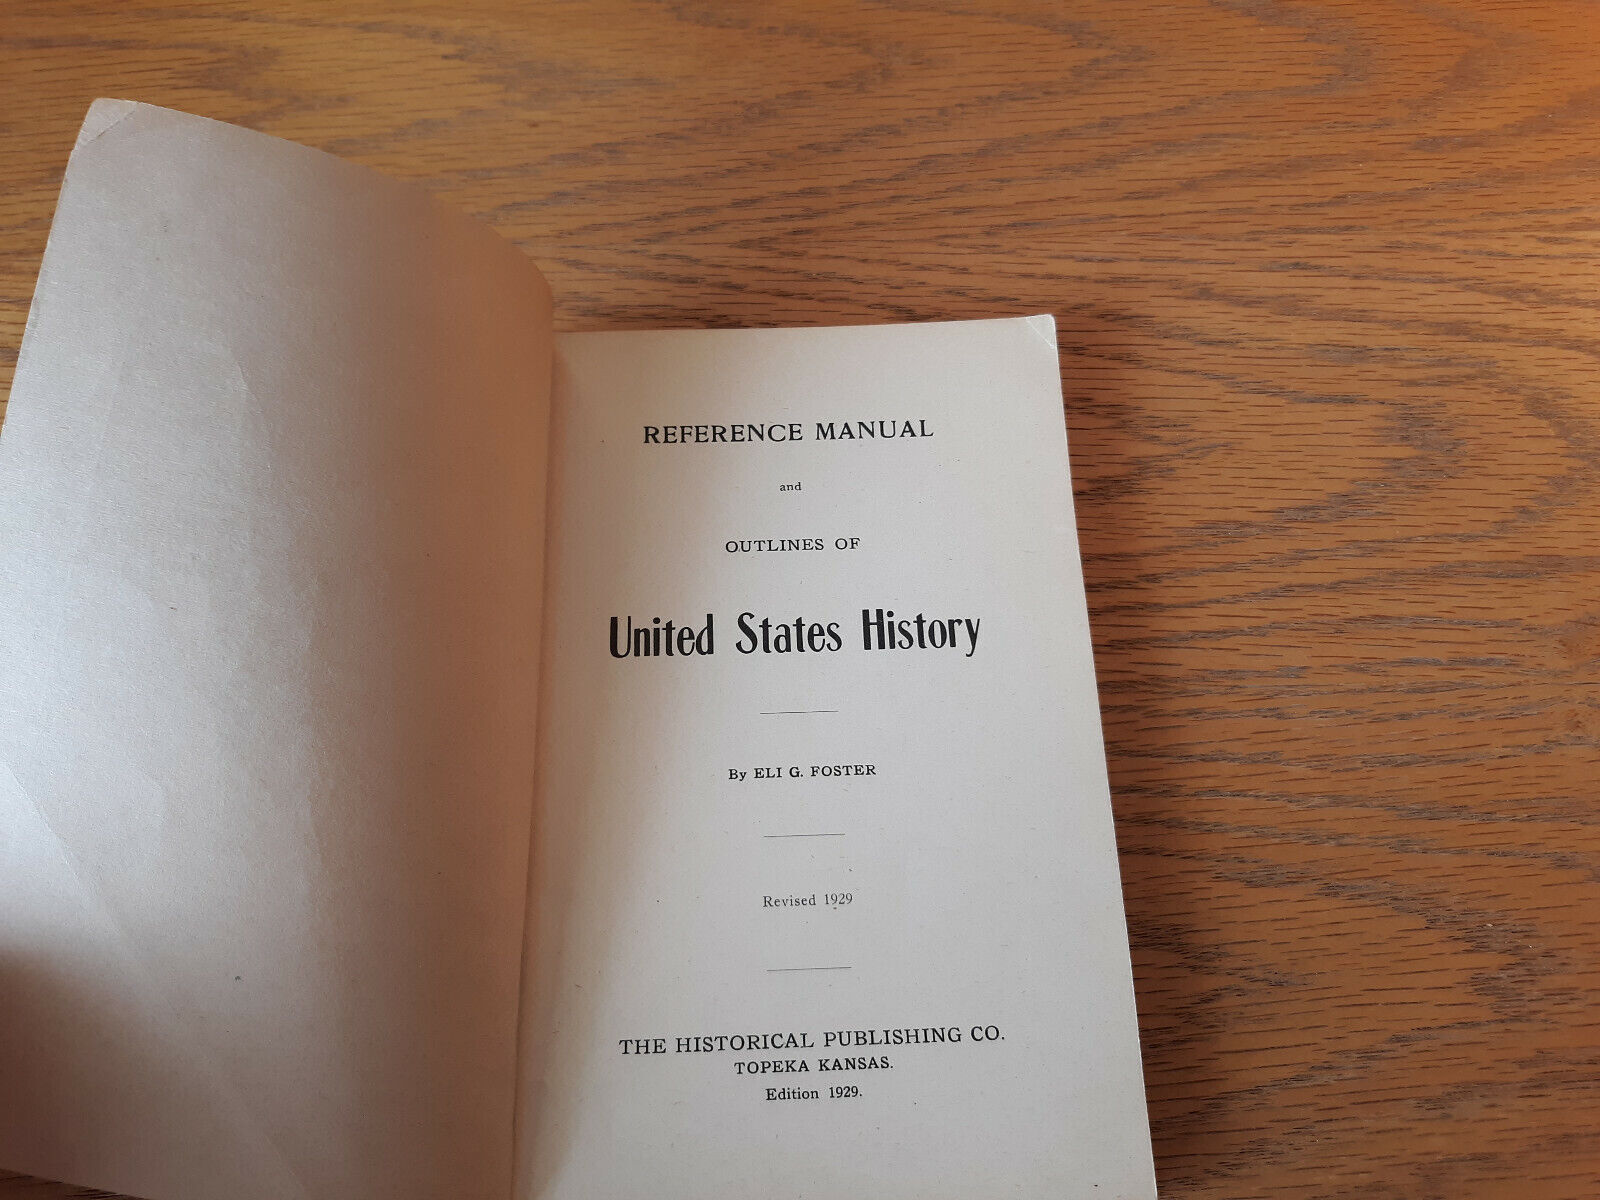 REFERENCE MANUAL
and
OUTLINES OF
United States History
By ELI G. FOSTER
Revised 1929
THE HISTORICAL PUBLISHING CO.
TOPEKA KANSAS.
Edition 1929.